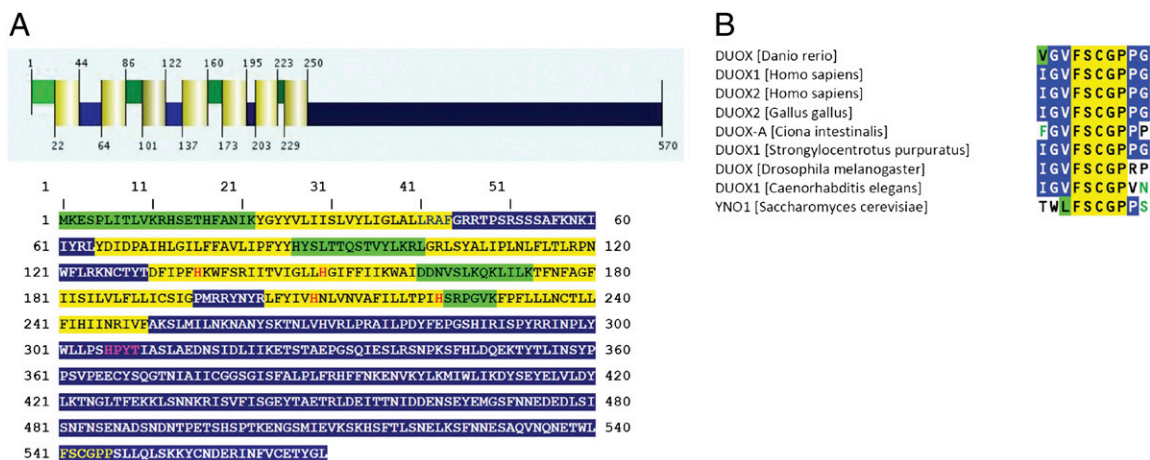 A
1 44 86 122 160 195 223 250
22 64 101 137 173 203 229 570
1 11 21 31 41 51
1 MKESPLITLVKRHSETHFANIKYGYYVLIISLVYLIGLALLRAFGRRTPSRSSSAFKNKI 60
61 IYRLYDIDPAIHLGILFFAVLIPFYYHYSLTTQSTVYLKRLGRLSYALIPLNLFLTLRPN 120
121 WFLRKNCTYTDFIPFHKWFSRIITVIGLLHGIFFIIKWAIDDNVSLKQKLILKTFNFAGF 180
181 IISILVLFLLICSIGPMRRYNYRLFYIVHNLVNVAFILLTPIHSRPGVKFPFLLLNCTLL 240
241 FIHIINRIVFAKSLMILNKNANYSKTNLVHVRLPRAILPDYFEPGSHIRISPYRRINPLY 300
301 WLLPSHPYTIASLAEDNSIDLIIKETSTAEPGSQIESLRSNPKSFHLDQEKTYTLINSYP 360
361 PSVPEECYSQGTNIAIICGGSGISFALPLFRHFFNKENVKYLKMIWLIKDYSEYELVLDY 420
421 LKTNGLTFEKKLSNNKRISVFISGEYTAETRLDEITTNIDDENSEYEMGSFNNEDEDLSI 480
481 SNFNSENADSNDNTPETSHSPTKENGSMIEVKSKHSFTLSNELKSFNNESAQVNQNETWL 540
541 FSCGPPSLLQLSKKYCNDERINFVCETYGL
B
DUOX [Danio rerio] VGVFSCGPPG
DUOX1 [Homo sapiens] IGVFSCGPPG
DUOX2 [Homo sapiens] IGVFSCGPPG
DUOX2 [Gallus gallus] IGVFSCGPPG
DUOX-A [Ciona intestinalis] FGVFSCGPPP
DUOX1 [Strongylocentrotus purpuratus] IGVFSCGPPG
DUOX [Drosophila melanogaster] IGVFSCGPRP
DUOX1 [Caenorhabditis elegans] IGVFSCGPVN
YNO1 [Saccharomyces cerevisiae] TWLFSCGPPS